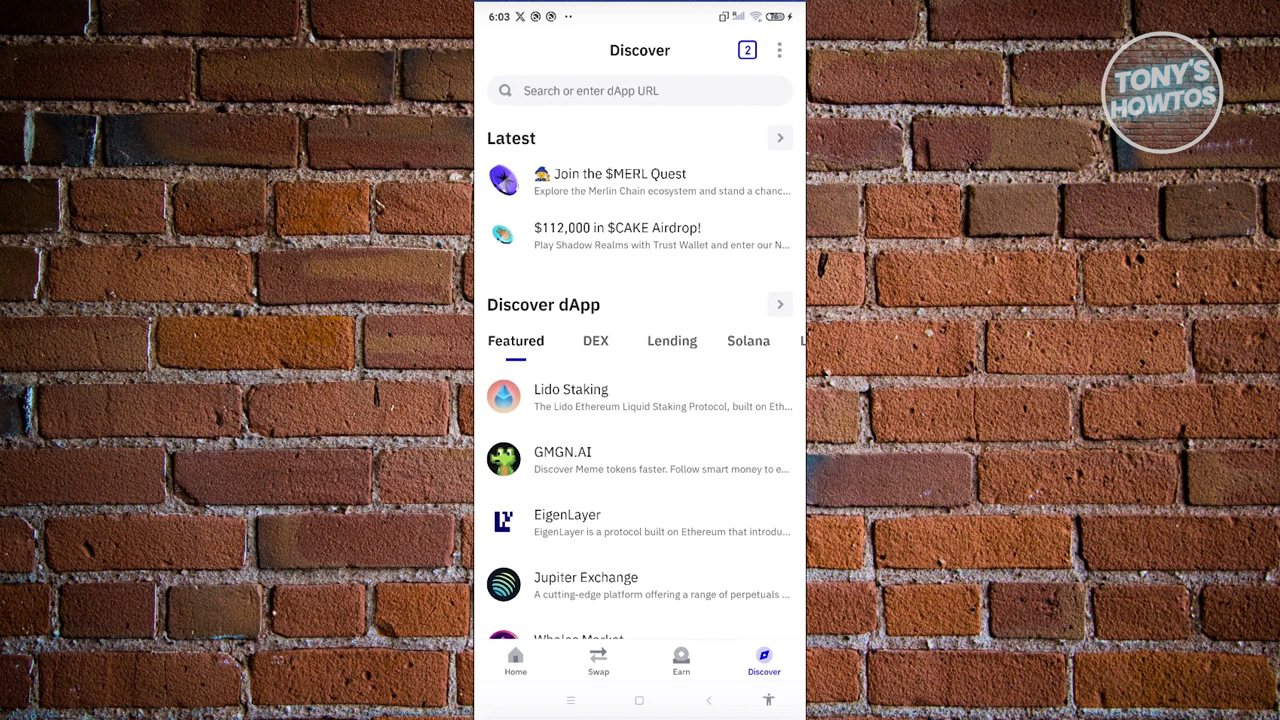 6:03
76
Discover
2
Search or enter dApp URL
TONY'S
HOWTOS
Latest
🧙 Join the $MERL Quest
Explore the Merlin Chain ecosystem and stand a chanc...
$112,000 in $CAKE Airdrop!
Play Shadow Realms with Trust Wallet and enter our N...
Discover dApp
Featured DEX Lending Solana L
Lido Staking
The Lido Ethereum Liquid Staking Protocol, built on Eth...
GMGN.AI
Discover Meme tokens faster. Follow smart money to e...
EigenLayer
EigenLayer is a protocol built on Ethereum that introdu...
Jupiter Exchange
A cutting-edge platform offering a range of perpetuals ...
Whales Market
Home Swap Earn Discover